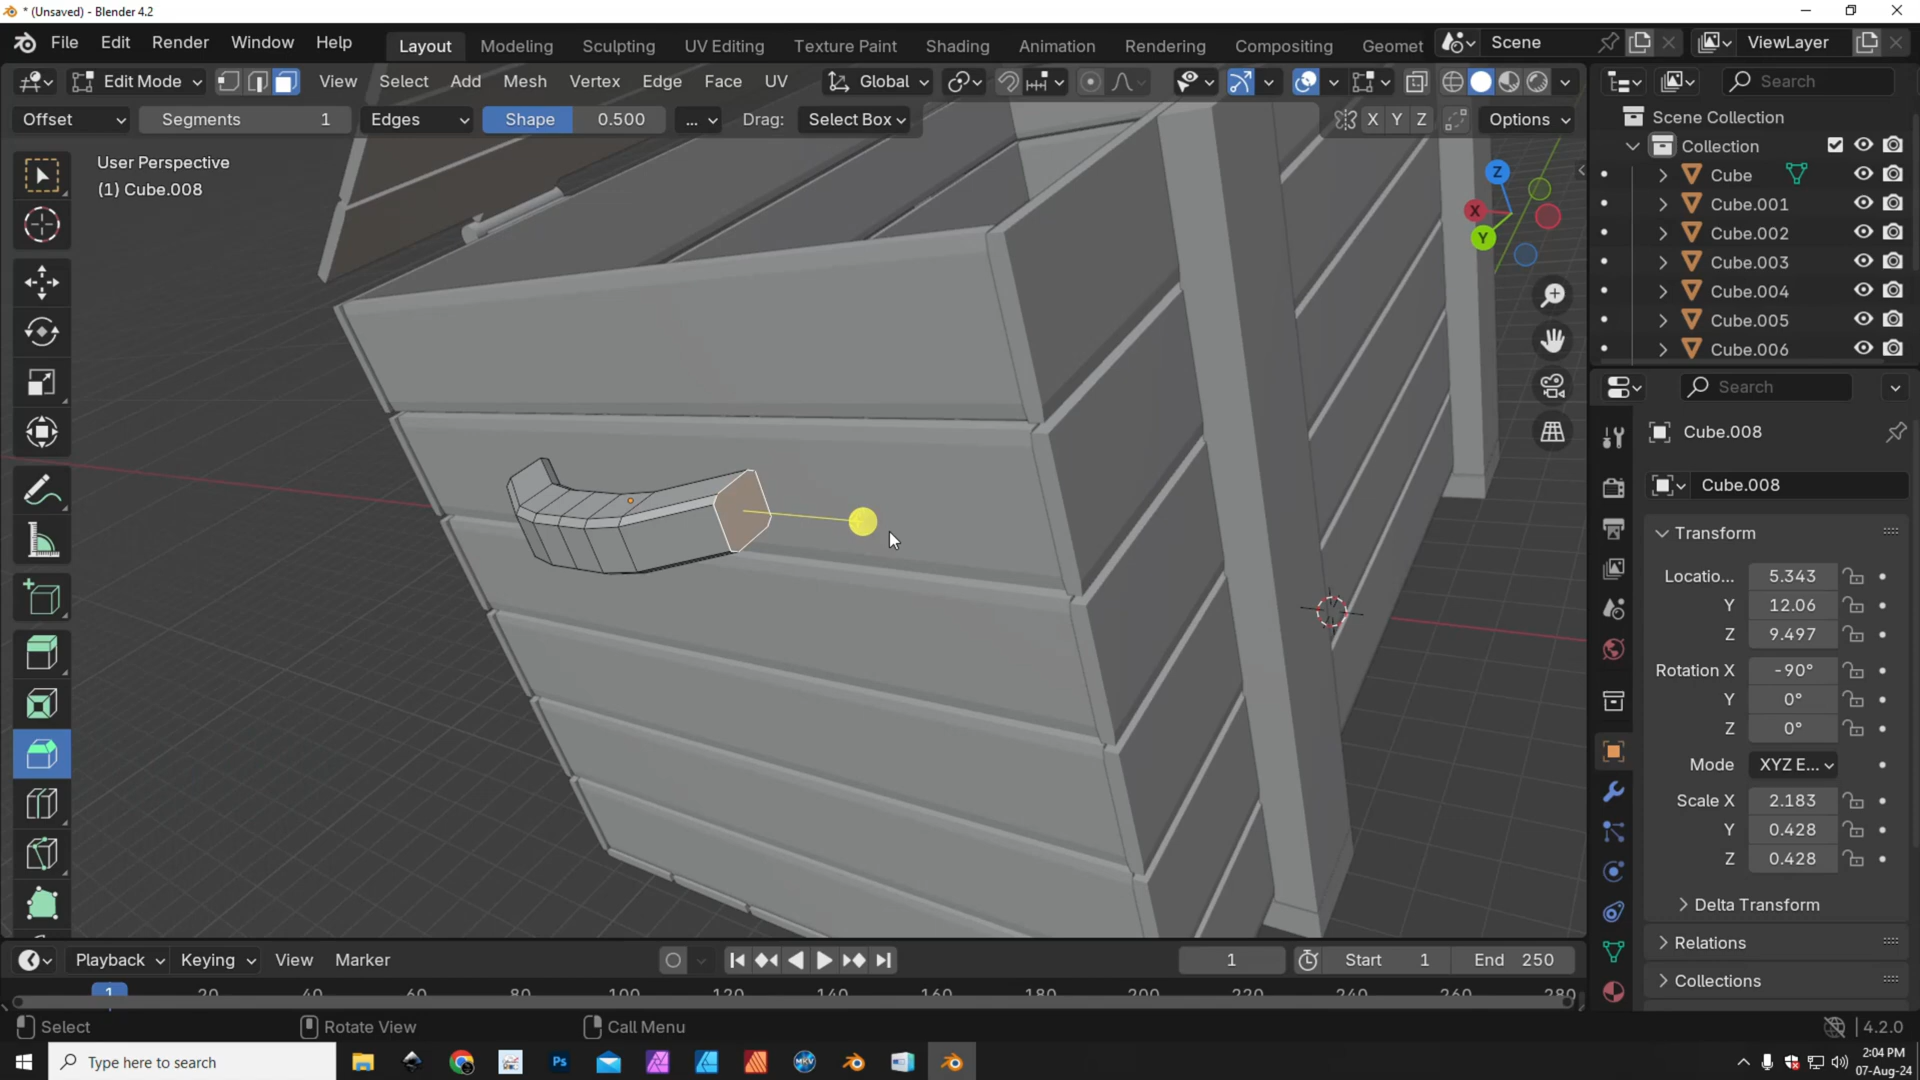 * (Unsaved) - Blender 4.2
File Edit Render Window Help Layout Modeling Sculpting UV Editing Texture Paint Shading Animation Rendering Compositing Geomet Scene ViewLayer
Edit Mode View Select Add Mesh Vertex Edge Face UV Global Search
Offset Segments 1 Edges Shape 0.500 ... Drag: Select Box X Y Z Options
Scene Collection
Collection
User Perspective
(1) Cube.008
Z
X
Y
Cube
Cube.001
Cube.002
Cube.003
Cube.004
Cube.005
Cube.006
Search
Cube.008
Cube.008
Transform
Locatio... 5.343
Y 12.06
Z 9.497
Rotation X -90°
Y 0°
Z 0°
Mode XYZ E...
Scale X 2.183
Y 0.428
Z 0.428
Delta Transform
Relations
Collections
Playback Keying View Marker 1 Start 1 End 250
1 20 40 60 80 100 120 140 160 180 200 220 240 260 280
Select Rotate View Call Menu 4.2.0
Type here to search Ps MKV 2:04 PM
07-Aug-24